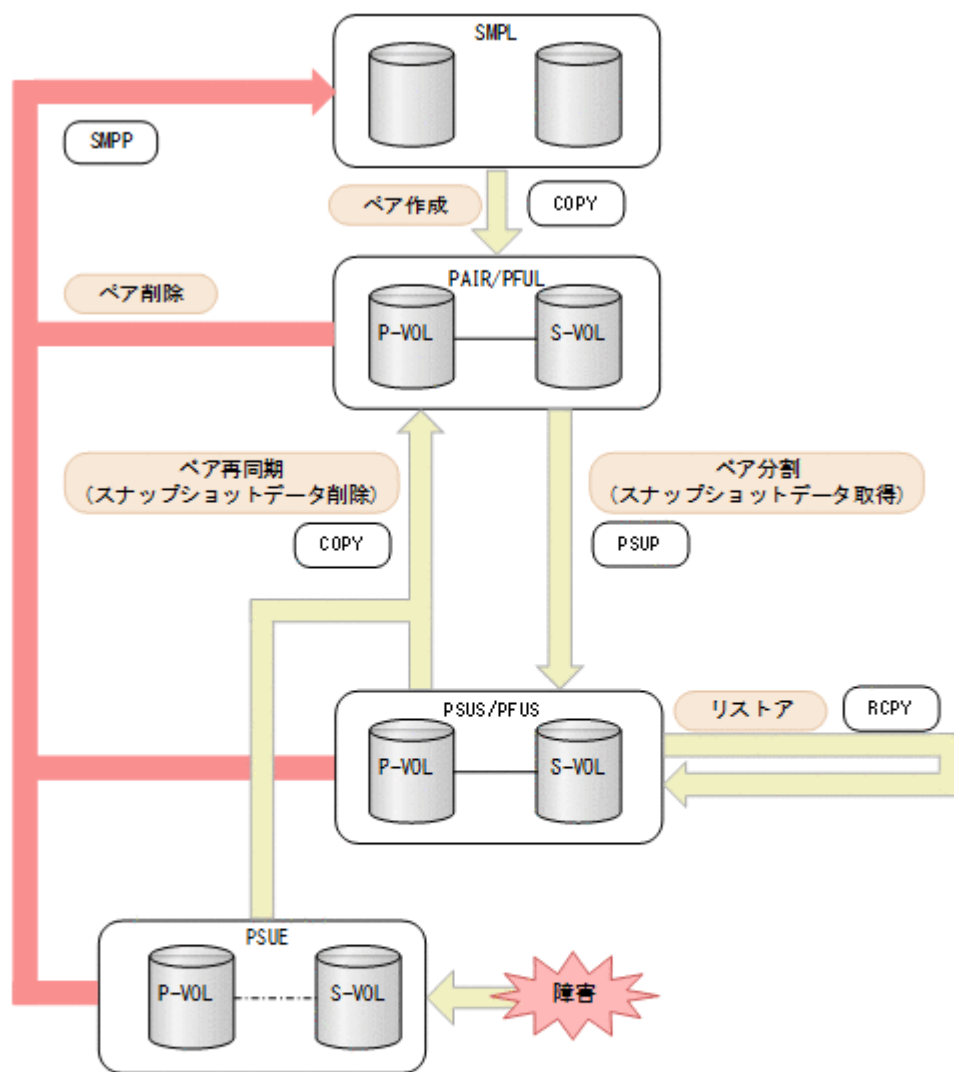 SMPL
SMPP
ペア作成
COPY
PAIR/PFUL
ペア削除
P-VOL
S-VOL
ペア再同期
(スナップショットデータ削除)
COPY
ペア分割
(スナップショットデータ取得)
PSUP
PSUS/PFUS
リストア
RCPY
P-VOL
S-VOL
PSUE
P-VOL
S-VOL
障害